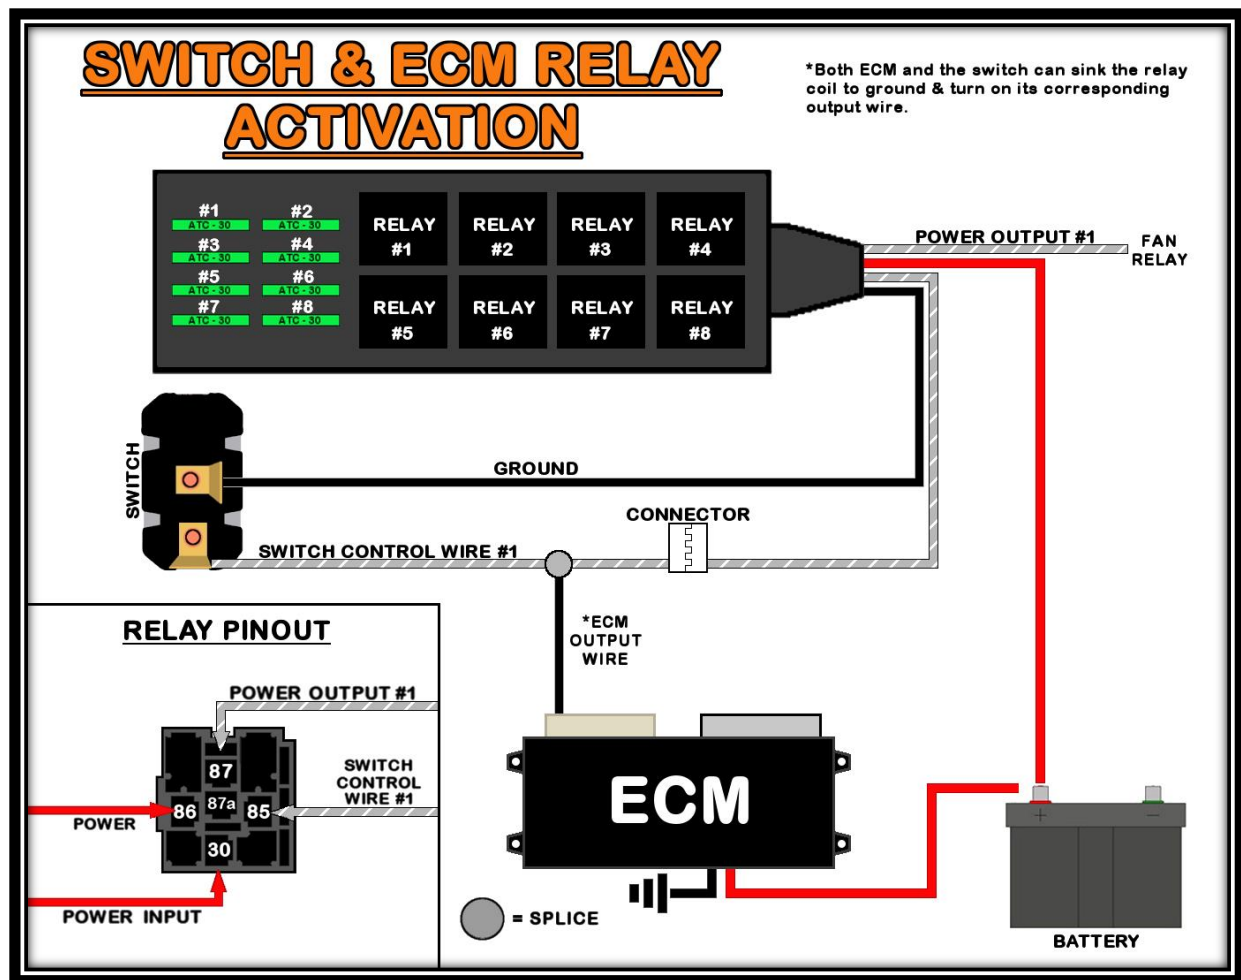 SWITCH & ECM RELAY
ACTIVATION
*Both ECM and the switch can sink the relay
coil to ground & turn on its corresponding
output wire.
#1
ATC - 30
#2
ATC - 30
#3
ATC - 30
#4
ATC - 30
#5
ATC - 30
#6
ATC - 30
#7
ATC - 30
#8
ATC - 30
RELAY
#1
RELAY
#2
RELAY
#3
RELAY
#4
RELAY
#5
RELAY
#6
RELAY
#7
RELAY
#8
POWER OUTPUT #1
FAN
RELAY
SWITCH
GROUND
CONNECTOR
SWITCH CONTROL WIRE #1
*ECM
OUTPUT
WIRE
RELAY PINOUT
POWER OUTPUT #1
SWITCH
CONTROL
WIRE #1
87
86
87a
85
30
POWER
POWER INPUT
ECM
= SPLICE
+
−
BATTERY